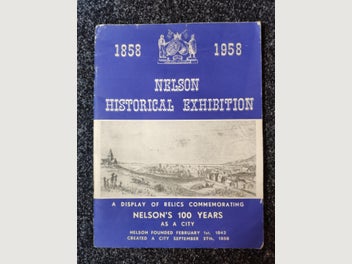 1858 1958
NELSON
HISTORICAL EXHIBITION
A DISPLAY OF RELICS COMMEMORATING
NELSON'S 100 YEARS
AS A CITY
NELSON FOUNDED FEBRUARY 1st, 1842
CREATED A CITY SEPTEMBER 27th, 1858